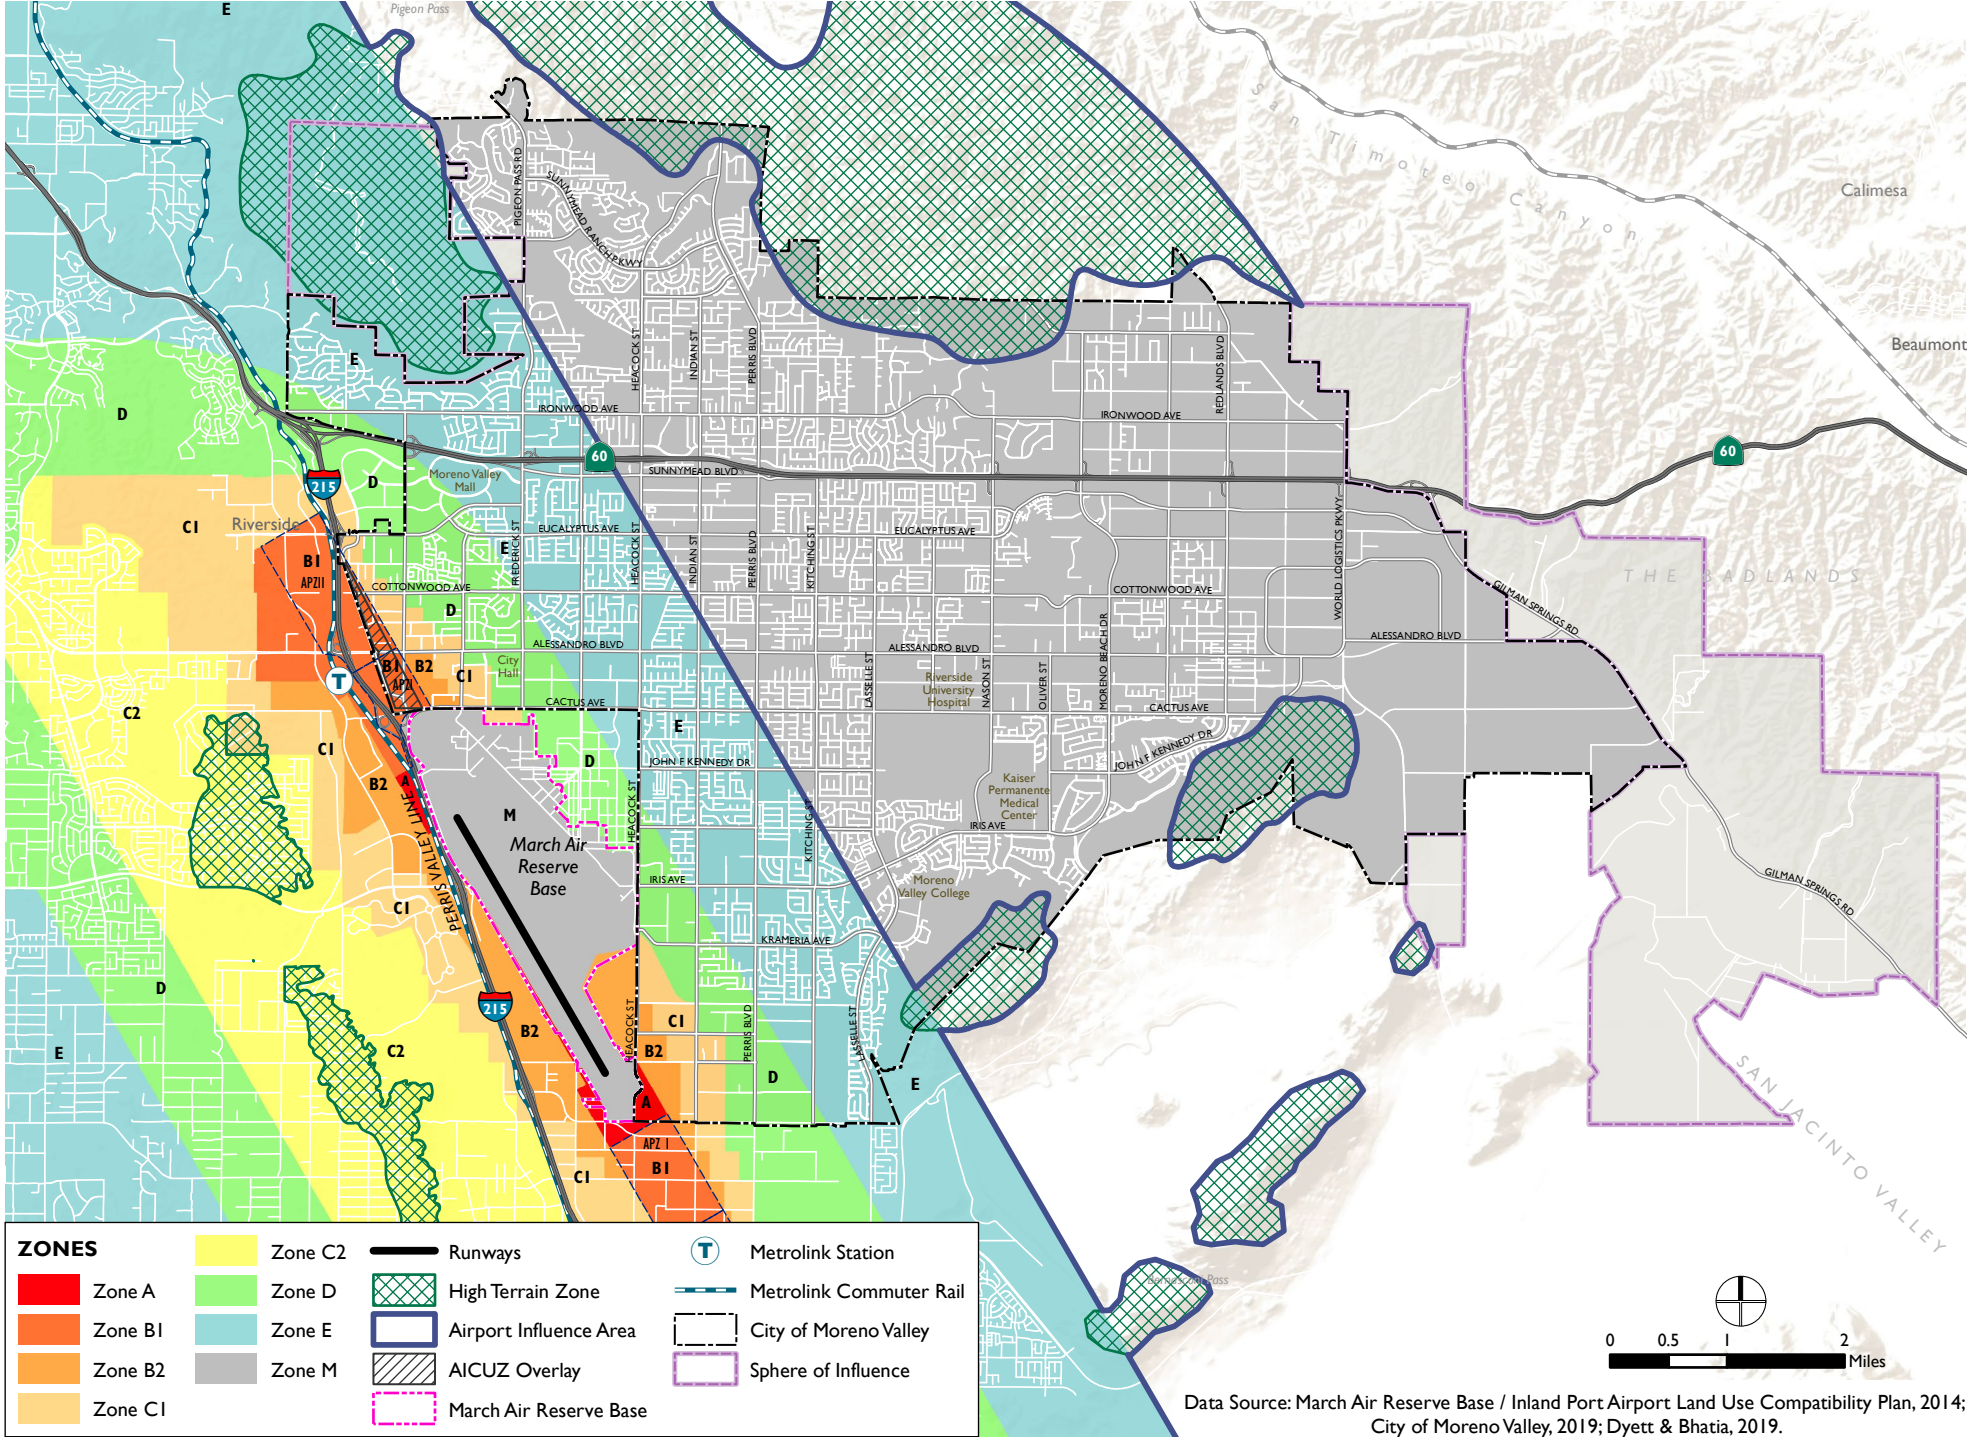 E
Pigeon Pass
San Timoteo Canyon
Calimesa
Beaumont
PIGEON PASS RD
SUNNYMEAD RANCH PKWY
E
HEACOCK ST
INDIAN ST
PERRIS BLVD
REDLANDS BLVD
D
IRONWOOD AVE
IRONWOOD AVE
60
60
SUNNYMEAD BLVD
Moreno Valley
Mall
215
D
C1
Riverside
EUCALYPTUS AVE
EUCALYPTUS AVE
E
FREDERICK ST
HEACOCK ST
INDIAN ST
PERRIS BLVD
KITCHING ST
WORLD LOGISTICS PKWY
B1
APZII
COTTONWOOD AVE
COTTONWOOD AVE
THE BADLANDS
GILMAN SPRINGS RD
D
ALESSANDRO BLVD
ALESSANDRO BLVD
ALESSANDRO BLVD
B1
APZI
B2
C1
City
Hall
LASSELLE ST
Riverside
University
Hospital
NASON ST
OLIVER ST
MORENO BEACH DR
T
C2
CACTUS AVE
CACTUS AVE
E
C1
D
JOHN F KENNEDY DR
JOHN F KENNEDY DR
B2
A
Kaiser
Permanente
Medical
Center
M
March Air
Reserve
Base
HEACOCK ST
KITCHING ST
IRIS AVE
PERRIS VALLEY LINE
IRIS AVE
Moreno
Valley College
GILMAN SPRINGS RD
C1
KRAMERIA AVE
D
215
B2
C1
HEACOCK ST
PERRIS BLVD
LASSELLE ST
E
C2
B2
D
E
A
SAN JACINTO VALLEY
APZ I
B1
C1
Bernasconi Pass
ZONES
Zone A
Zone B1
Zone B2
Zone C1
Zone C2
Zone D
Zone E
Zone M
Runways
High Terrain Zone
Airport Influence Area
AICUZ Overlay
March Air Reserve Base
T
Metrolink Station
Metrolink Commuter Rail
City of Moreno Valley
Sphere of Influence
0 0.5 1 2
Miles
Data Source: March Air Reserve Base / Inland Port Airport Land Use Compatibility Plan, 2014;
City of Moreno Valley, 2019; Dyett & Bhatia, 2019.